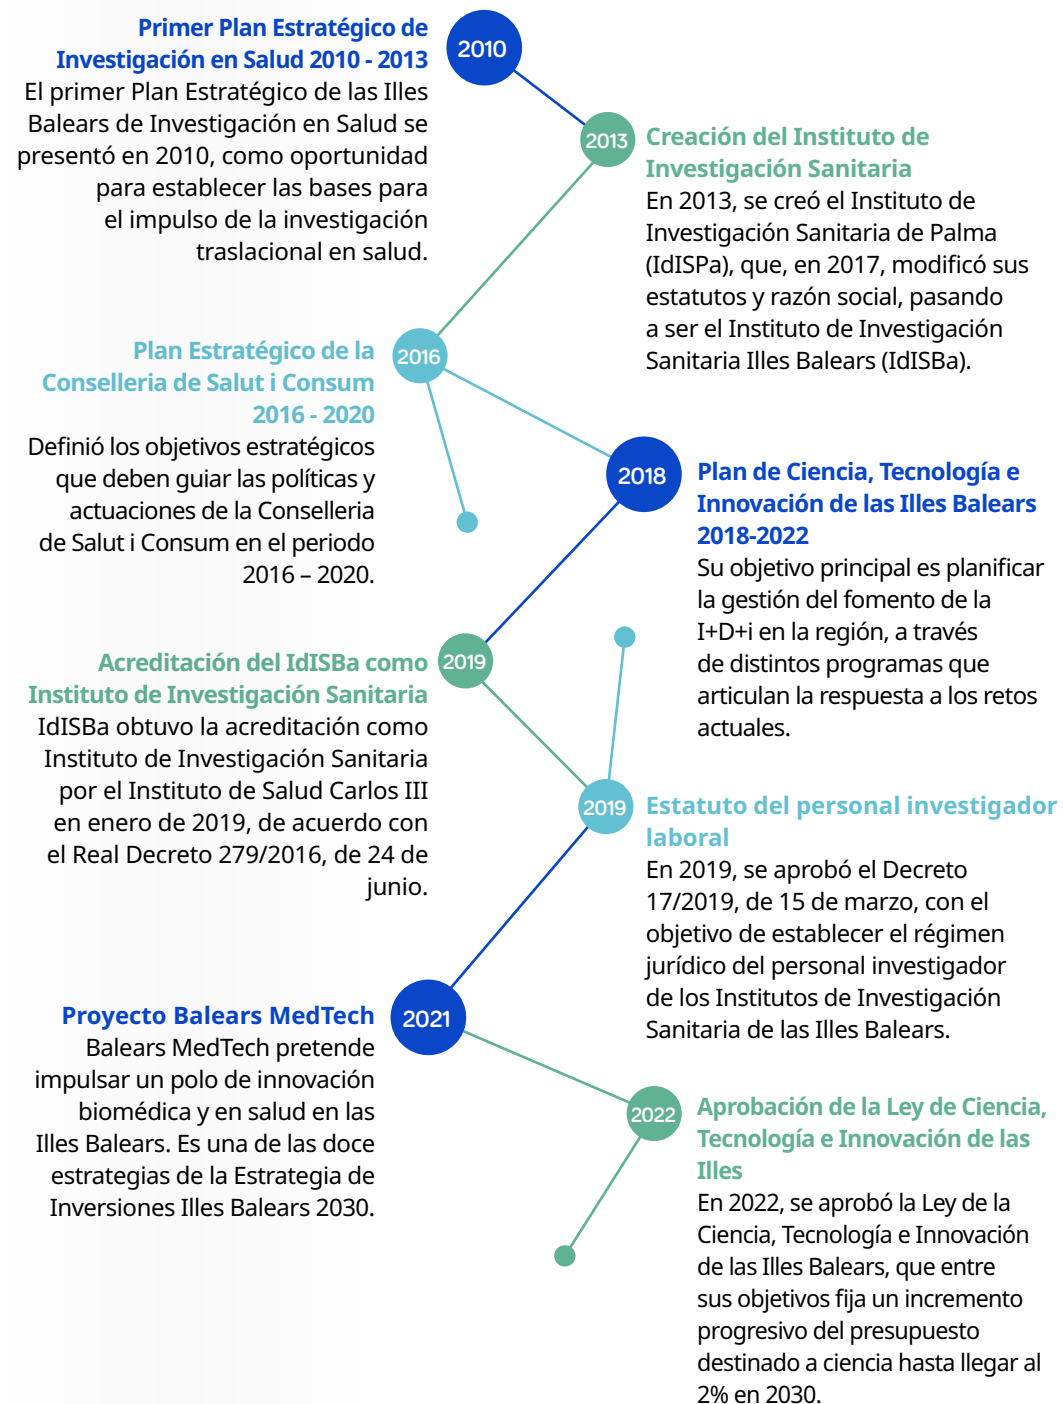 Primer Plan Estratégico de
Investigación en Salud 2010 - 2013
El primer Plan Estratégico de las Illes
Balears de Investigación en Salud se
presentó en 2010, como oportunidad
para establecer las bases para
el impulso de la investigación
traslacional en salud.
2010
2013
Creación del Instituto de
Investigación Sanitaria
En 2013, se creó el Instituto de
Investigación Sanitaria de Palma
(IdISPa), que, en 2017, modificó sus
estatutos y razón social, pasando
a ser el Instituto de Investigación
Sanitaria Illes Balears (IdISBa).
Plan Estratégico de la
Conselleria de Salut i Consum
2016 - 2020
Definió los objetivos estratégicos
que deben guiar las políticas y
actuaciones de la Conselleria
de Salut i Consum en el periodo
2016 – 2020.
2016
2018
Plan de Ciencia, Tecnología e
Innovación de las Illes Balears
2018-2022
Su objetivo principal es planificar
la gestión del fomento de la
I+D+i en la región, a través
de distintos programas que
articulan la respuesta a los retos
actuales.
Acreditación del IdISBa como
Instituto de Investigación Sanitaria
IdISBa obtuvo la acreditación como
Instituto de Investigación Sanitaria
por el Instituto de Salud Carlos III
en enero de 2019, de acuerdo con
el Real Decreto 279/2016, de 24 de
junio.
2019
2019
Estatuto del personal investigador
laboral
En 2019, se aprobó el Decreto
17/2019, de 15 de marzo, con el
objetivo de establecer el régimen
jurídico del personal investigador
de los Institutos de Investigación
Sanitaria de las Illes Balears.
Proyecto Balears MedTech
Balears MedTech pretende
impulsar un polo de innovación
biomédica y en salud en las
Illes Balears. Es una de las doce
estrategias de la Estrategia de
Inversiones Illes Balears 2030.
2021
2022
Aprobación de la Ley de Ciencia,
Tecnología e Innovación de las
Illes
En 2022, se aprobó la Ley de la
Ciencia, Tecnología e Innovación
de las Illes Balears, que entre
sus objetivos fija un incremento
progresivo del presupuesto
destinado a ciencia hasta llegar al
2% en 2030.